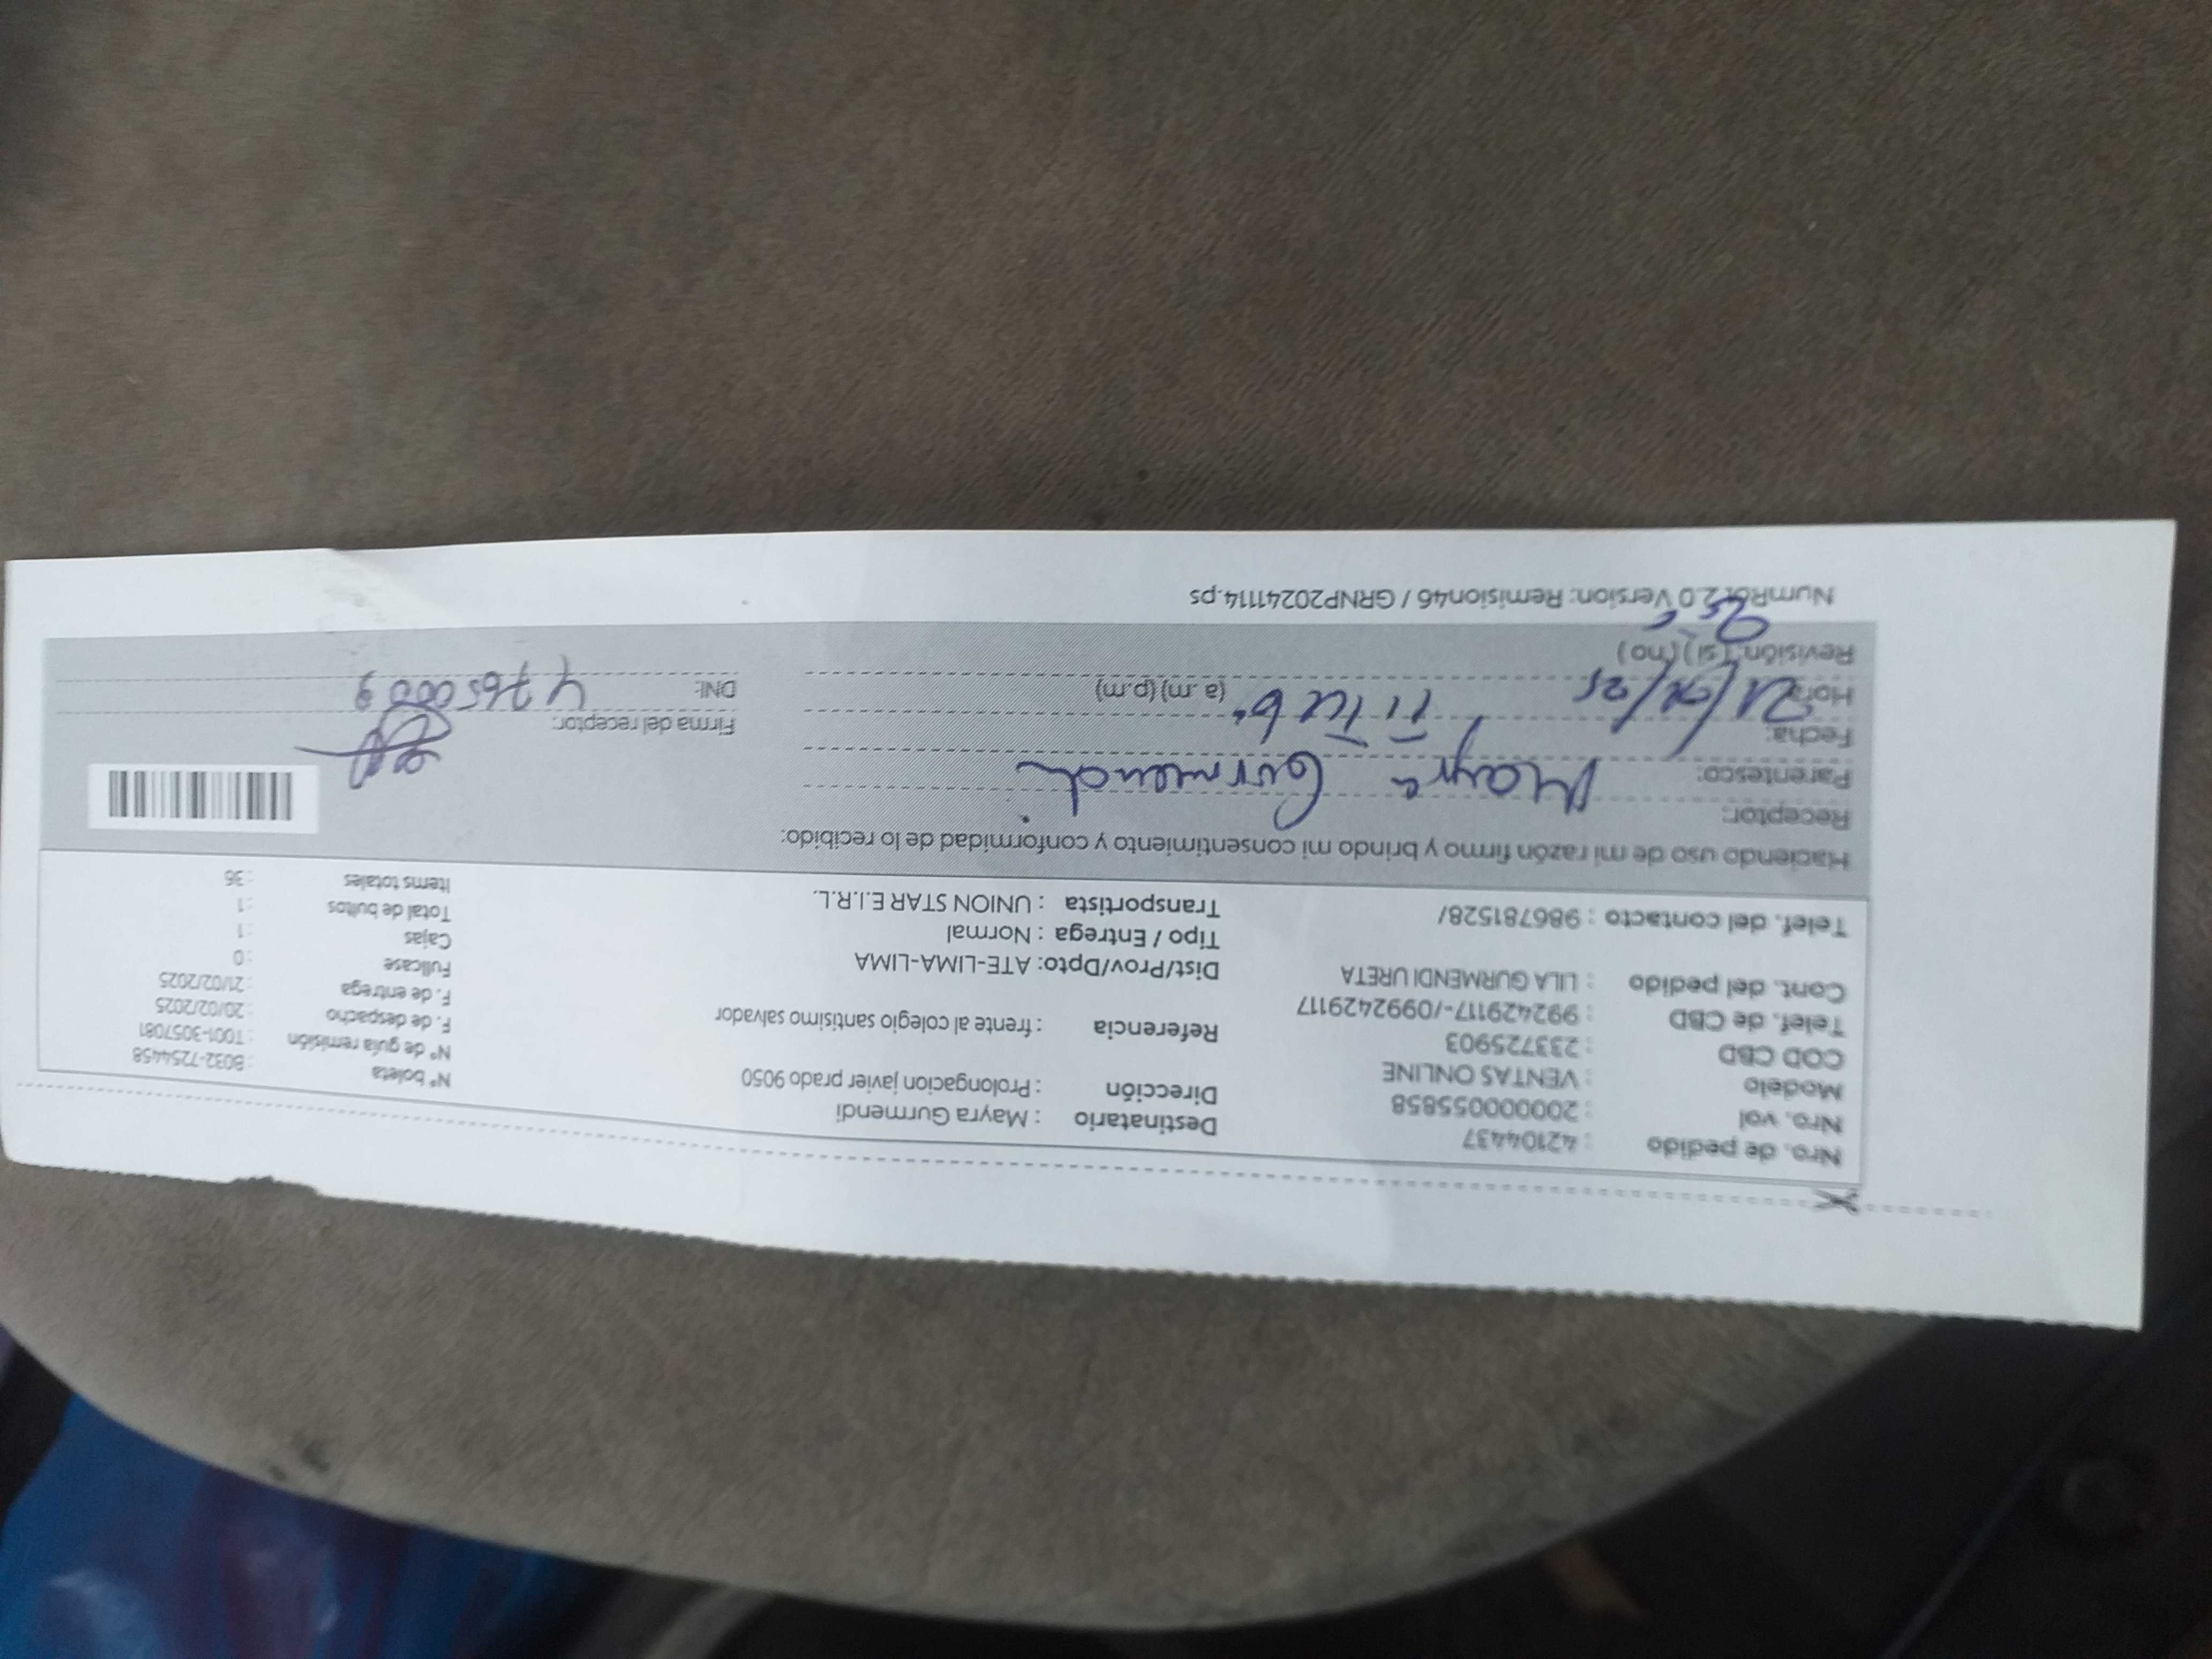 Nro. de pedido : 42104437
Nro. vol : 200000055858
Modelo : VENTAS ONLINE
COD CBD : 233725903
Telef. de CBD : 992429117-/0992429117
Cont. del pedido : LILA GURMENDI URETA
Telef. del contacto : 986781528/
Destinatario : Mayra Gurmendi
Dirección : Prolongacion javier prado 9050
Referencia : frente al colegio santisimo salvador
Dist/Prov/Dpto: ATE-LIMA-LIMA
Tipo / Entrega : Normal
Transportista : UNION STAR E.I.R.L.
N° boleta : B032-7254458
N° de guía remisión : T001-3057081
F. de despacho : 20/02/2025
F. de entrega : 21/02/2025
Fullcase : 0
Cajas : 1
Total de bultos : 1
Items totales : 36
Haciendo uso de mi razón firmo y brindo mi consentimiento y conformidad de lo recibido:
Receptor: Mayra Gurmendi
Parentesco: Titular
Fecha: 21/02/25
Hora: (a .m) (p.m)
Revisión: (si) (no)
Firma del receptor:
DNI: 47650009
NumRot 2.0 Version: Remision46 / GRNP20241114.ps